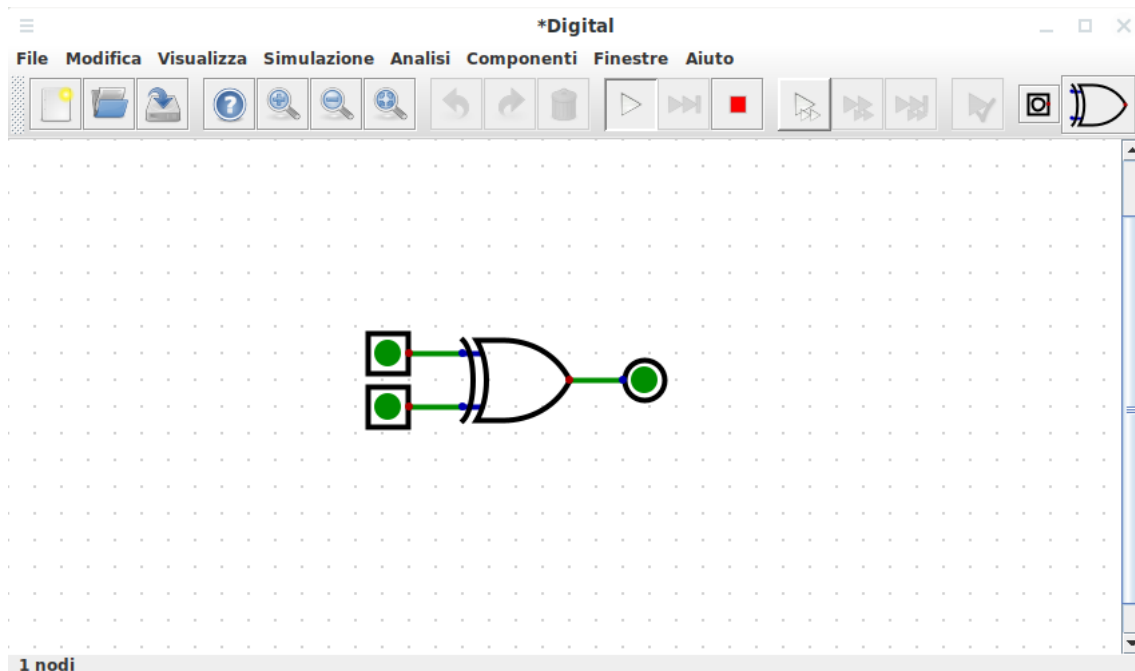 *Digital
File Modifica Visualizza Simulazione Analisi Componenti Finestre Aiuto
1 nodi